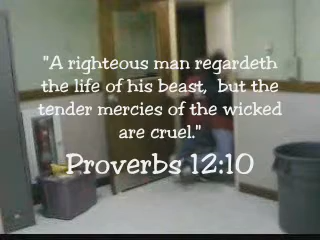 "A righteous man regardeth
the life of his beast,  but the
tender mercies of the wicked
are cruel."
Proverbs 12:10